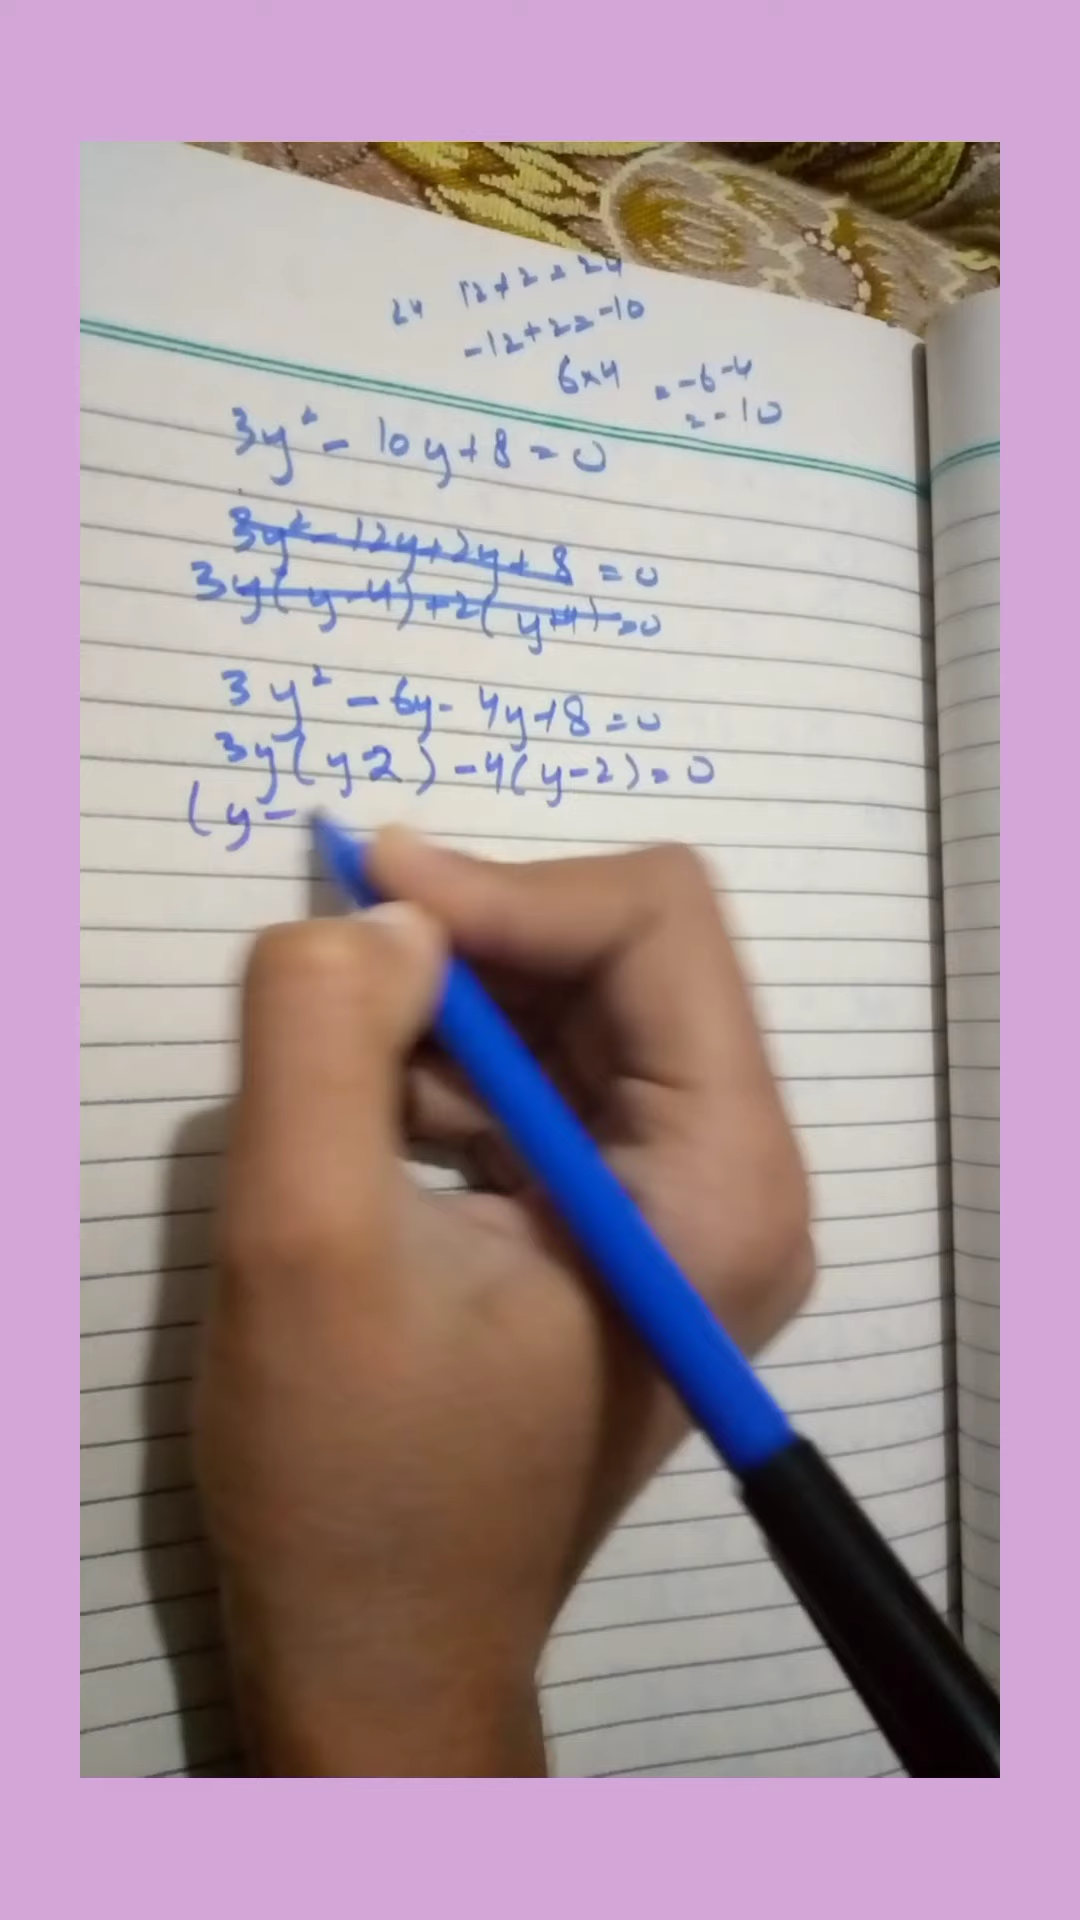 24 12×2=24
-12+2=-10
6×4 =-6-4
=-10
3y²-10y+8=0
3y²-12y+2y+8=0
3y(y-4)+2(y+4)=0
3y²-6y-4y+8=0
3y(y2)-4(y-2)=0
(y-